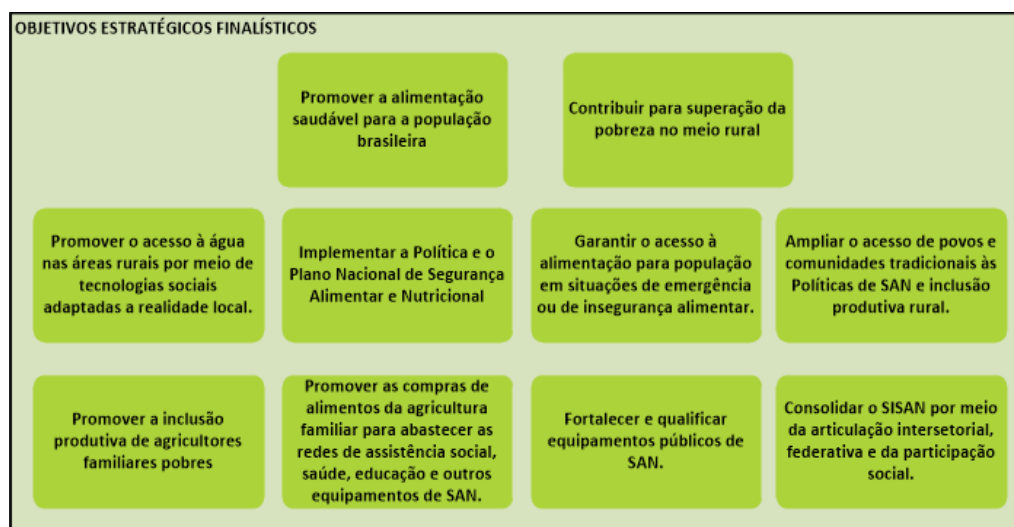 OBJETIVOS ESTRATÉGICOS FINALÍSTICOS
Promover a alimentação
saudável para a população
brasileira
Contribuir para superação da
pobreza no meio rural
Promover o acesso à água
nas áreas rurais por meio de
tecnologias sociais
adaptadas a realidade local.
Implementar a Política e o
Plano Nacional de Segurança
Alimentar e Nutricional
Garantir o acesso à
alimentação para população
em situações de emergência
ou de insegurança alimentar.
Ampliar o acesso de povos e
comunidades tradicionais às
Políticas de SAN e inclusão
produtiva rural.
Promover a inclusão
produtiva de agricultores
familiares pobres
Promover as compras de
alimentos da agricultura
familiar para abastecer as
redes de assistência social,
saúde, educação e outros
equipamentos de SAN.
Fortalecer e qualificar
equipamentos públicos de
SAN.
Consolidar o SISAN por meio
da articulação intersetorial,
federativa e da participação
social.